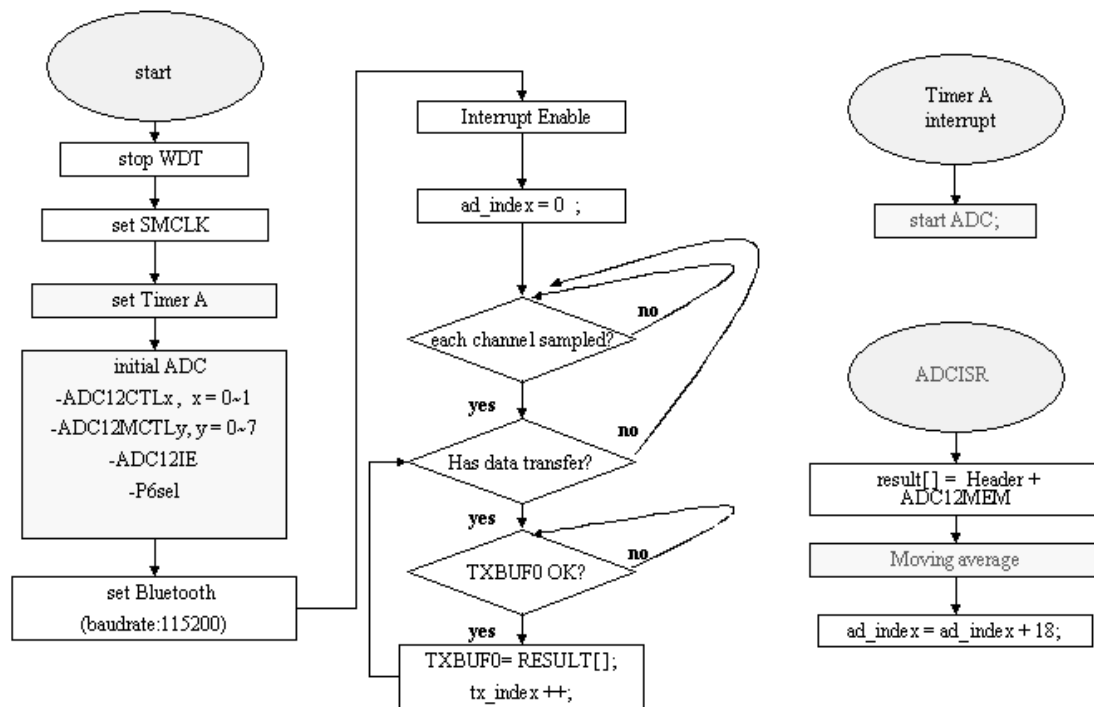 start
stop WDT
set SMCLK
set Timer A
initial ADC
-ADC12CTLx , x = 0~1
-ADC12MCTLy, y = 0~7
-ADC12IE
-P6sel
set Bluetooth
(baudrate:115200)
Interrupt Enable
ad_index = 0 ;
each channel sampled?
no
yes
Has data transfer?
no
yes
TXBUF0 OK?
no
yes
TXBUF0= RESULT[ ];
tx_index ++;
Timer A
interrupt
start ADC;
ADCISR
result[ ] = Header +
ADC12MEM
Moving average
ad_index = ad_index + 18;